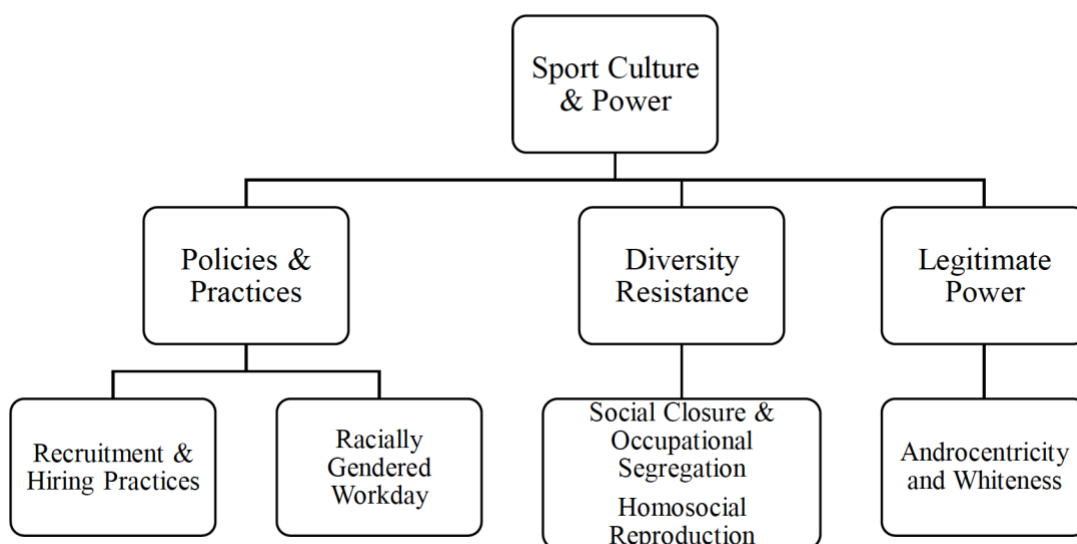 Sport Culture
& Power
Policies &
Practices
Diversity
Resistance
Legitimate
Power
Recruitment &
Hiring Practices
Racially
Gendered
Workday
Social Closure &
Occupational
Segregation
Homosocial
Reproduction
Androcentricity
and Whiteness